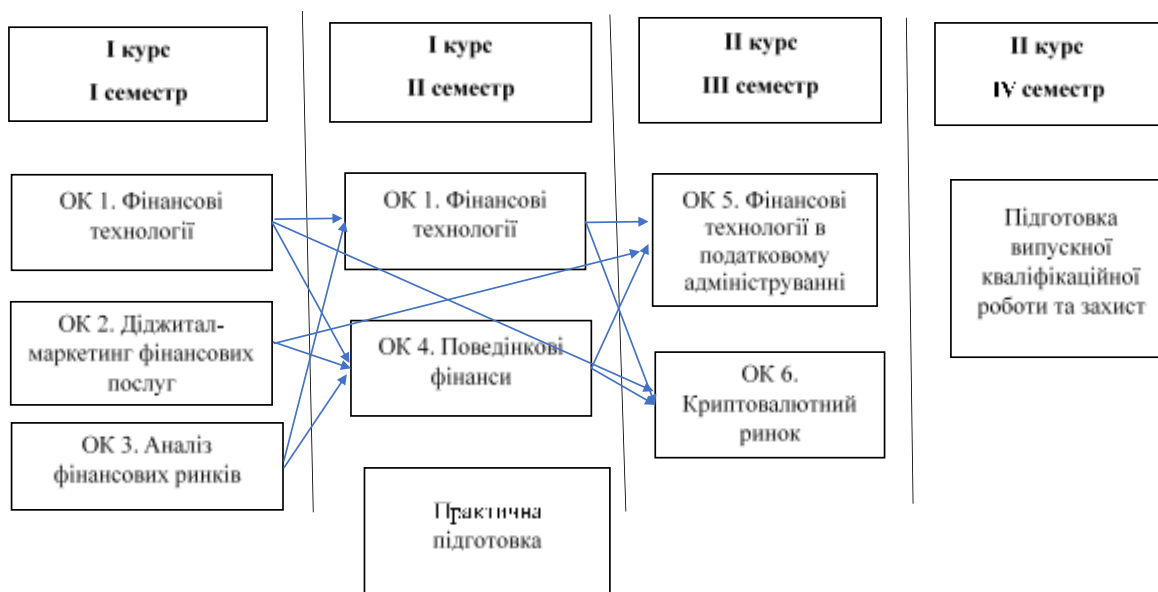 І курс
І семестр
І курс
ІІ семестр
ІІ курс
ІІІ семестр
ІІ курс
IV семестр
ОК 1. Фінансові
технології
ОК 2. Діджитал-
маркетинг фінансових
послуг
ОК 3. Аналіз
фінансових ринків
ОК 1. Фінансові
технології
ОК 4. Поведінкові
фінанси
Практична
підготовка
ОК 5. Фінансові
технології в
податковому
адмініструванні
ОК 6.
Криптовалютний
ринок
Підготовка
випускної
кваліфікаційної
роботи та захист